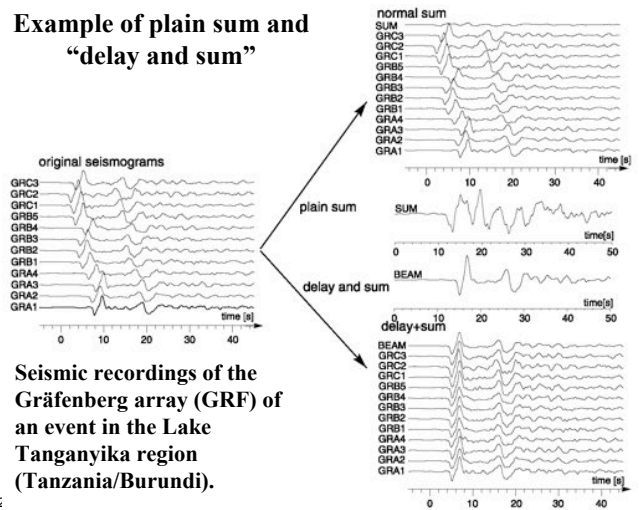 Example of plain sum and
“delay and sum”
original seismograms
GRC3
GRC2
GRC1
GRB5
GRB4
GRB3
GRB2
GRB1
GRA4
GRA3
GRA2
GRA1
time [s]
0 10 20 30 40
Seismic recordings of the
Gräfenberg array (GRF) of
an event in the Lake
Tanganyika region
(Tanzania/Burundi).
plain sum
delay and sum
normal sum
SUM
GRC3
GRC2
GRC1
GRB5
GRB4
GRB3
GRB2
GRB1
GRA4
GRA3
GRA2
GRA1
time [s]
0 10 20 30 40
SUM
time[s]
0 10 20 30 40 50
BEAM
time[s]
0 10 20 30 40 50
delay+sum
BEAM
GRC3
GRC2
GRC1
GRB5
GRB4
GRB3
GRB2
GRB1
GRA4
GRA3
GRA2
GRA1
time [s]
0 10 20 30 40